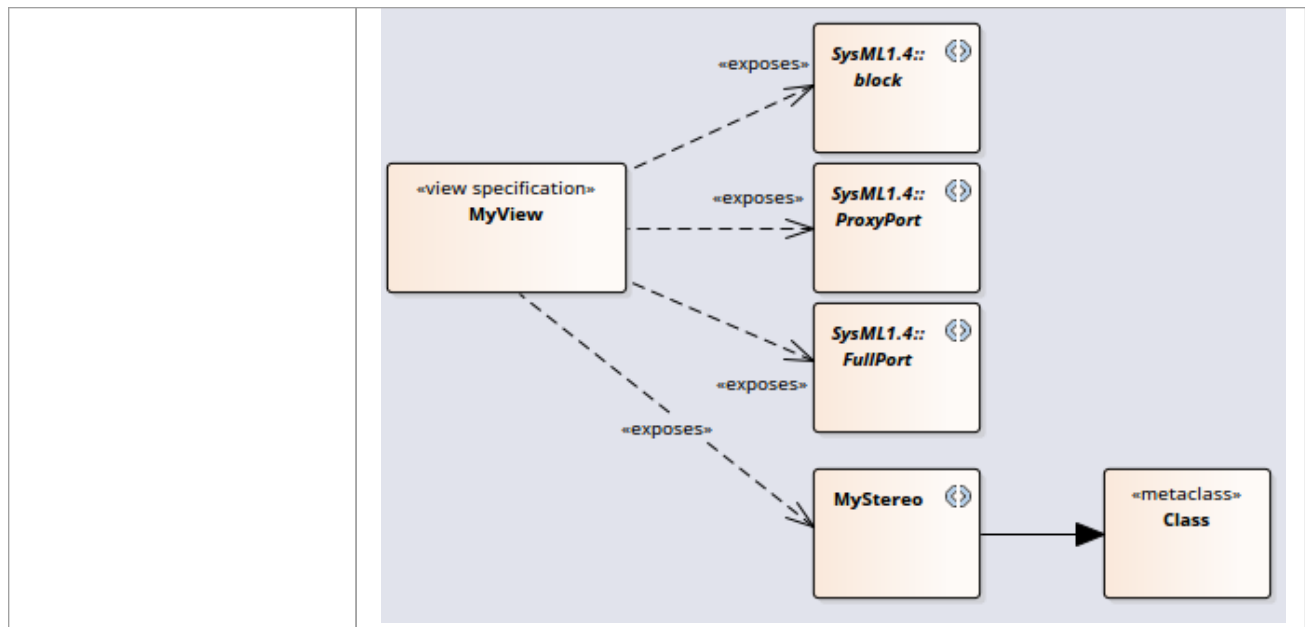 «exposes»
SysML1.4::
block
«view specification»
MyView
«exposes»
SysML1.4::
ProxyPort
SysML1.4::
FullPort
«exposes»
«exposes»
MyStereo
«metaclass»
Class